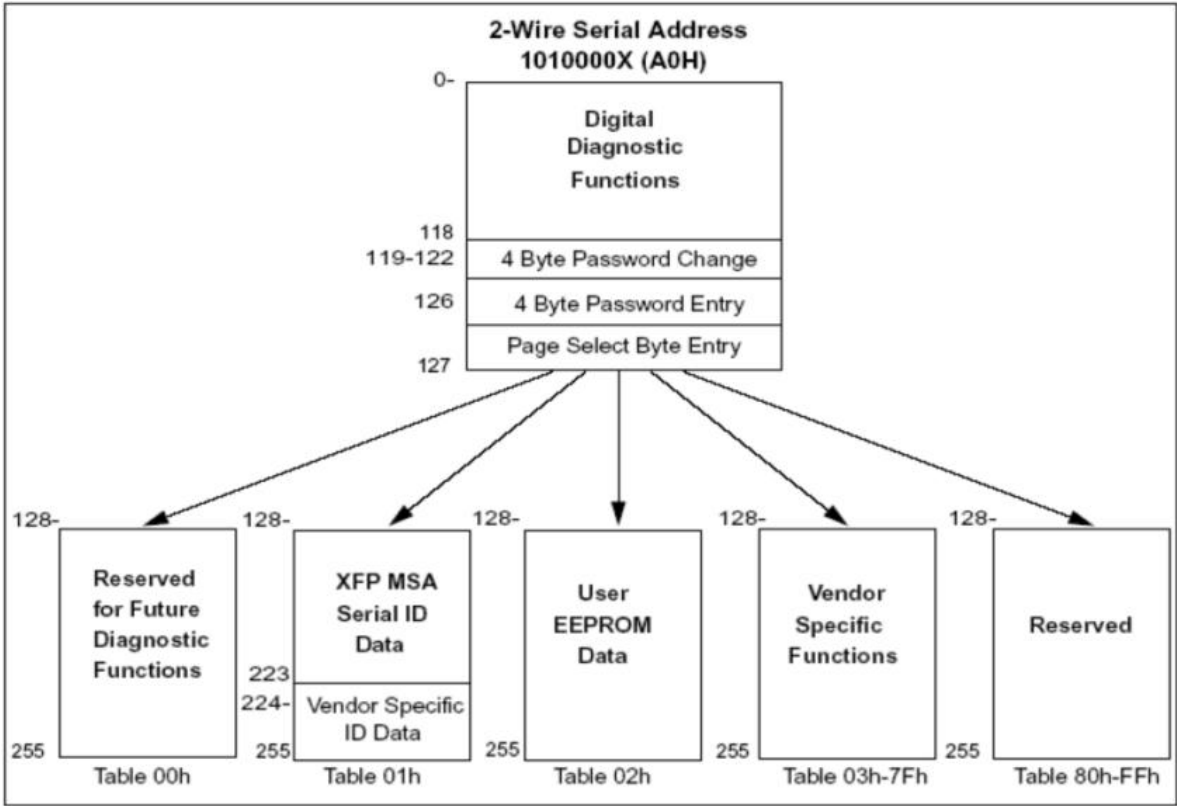 2-Wire Serial Address
1010000X (A0H)
0-
Digital
Diagnostic
Functions
118
119-122
4 Byte Password Change
126
4 Byte Password Entry
Page Select Byte Entry
127
128-
Reserved
for Future
Diagnostic
Functions
255
Table 00h
128-
XFP MSA
Serial ID
Data
223
224-
Vendor Specific
ID Data
255
Table 01h
128-
User
EEPROM
Data
255
Table 02h
128-
Vendor
Specific
Functions
255
Table 03h-7Fh
128-
Reserved
255
Table 80h-FFh